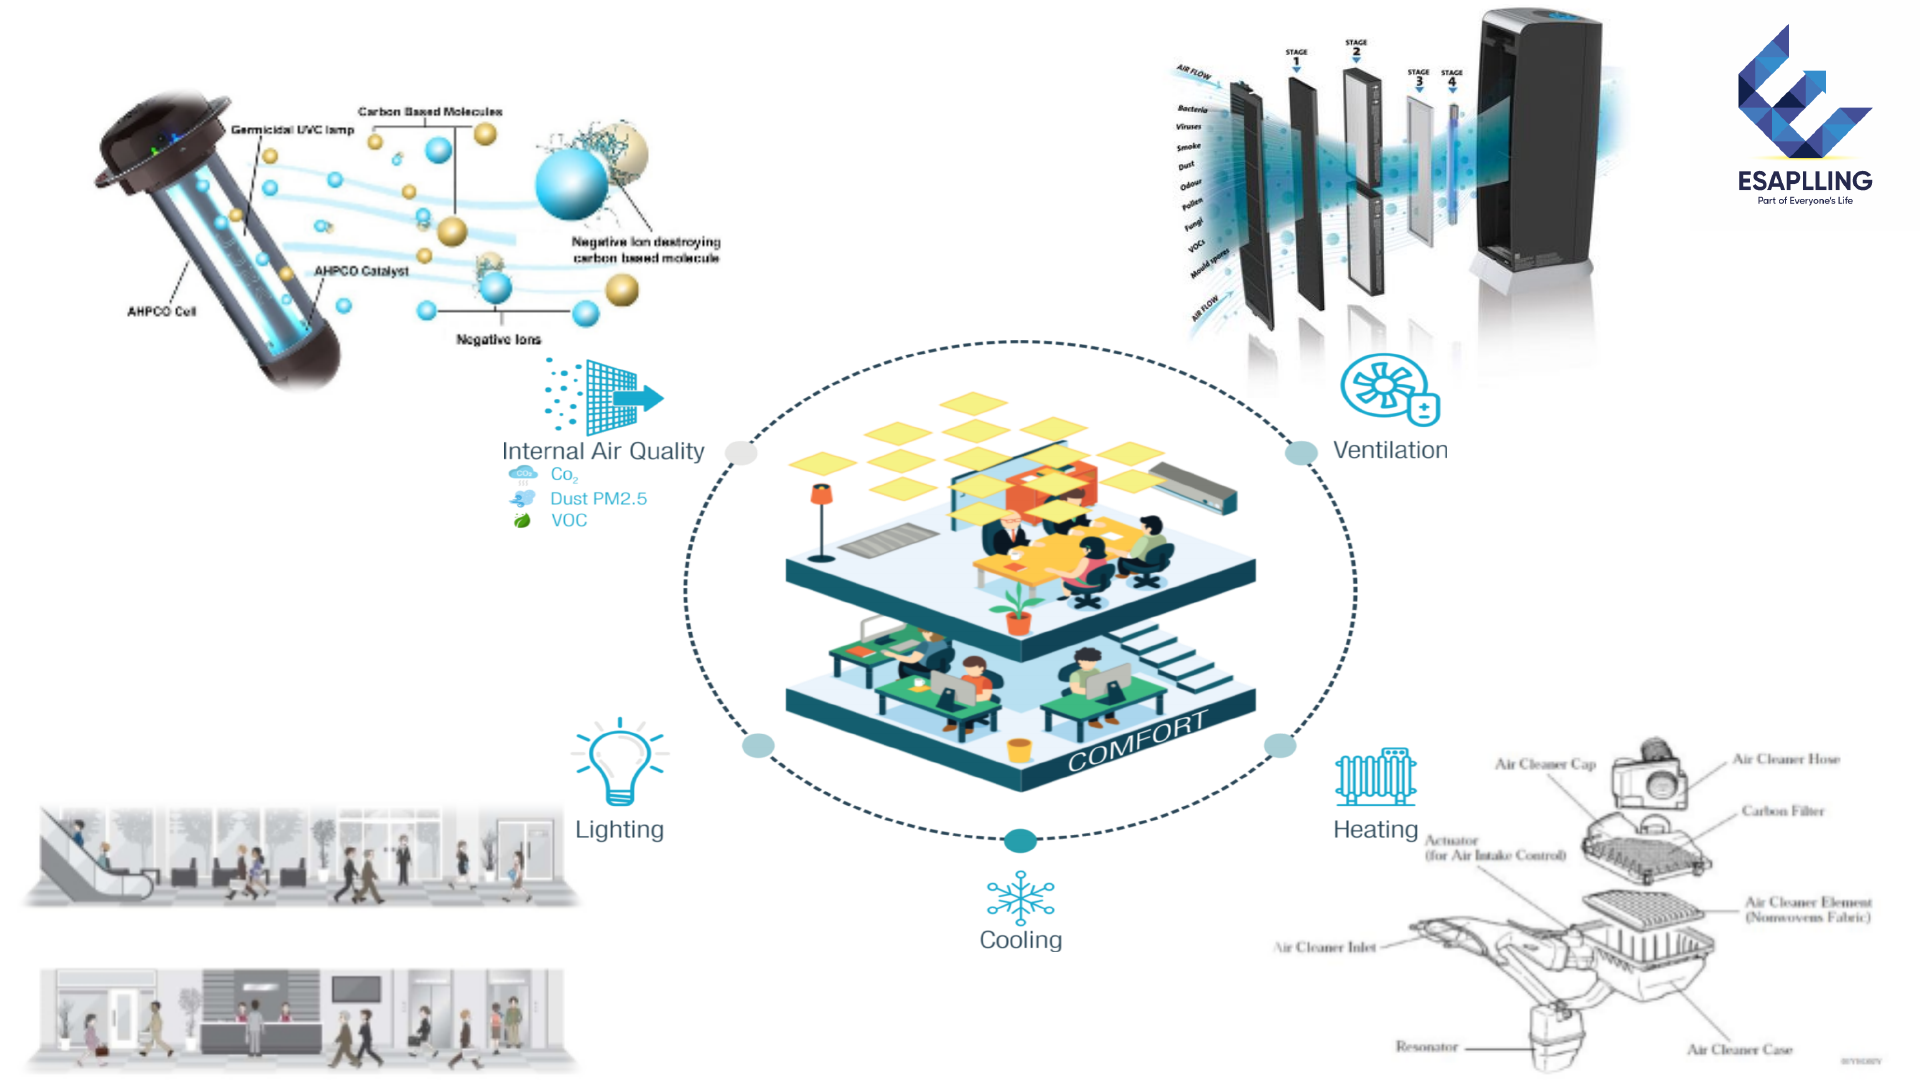 Carbon Based Molecules
Germicidal UVC lamp
Negative Ion destroying
carbon based molecule
AHPCO Catalyst
AHPCO Cell
Negative Ions
STAGE
1
STAGE
2
STAGE
3
STAGE
4
AIR FLOW
Bacteria
Viruses
Smoke
Dust
Odour
Pollen
Fungi
VOCs
Mould spores
AIR FLOW
ESAPLLING
Part of Everyone's Life
Internal Air Quality
CO₂
Co₂
Dust PM2.5
VOC
Ventilation
COMFORT
Lighting
Heating
Cooling
Air Cleaner Cap
Air Cleaner Hose
Carbon Filter
Actuator
(for Air Intake Control)
Air Cleaner Element
(Nonwovens Fabric)
Air Cleaner Inlet
Resonator
Air Cleaner Case